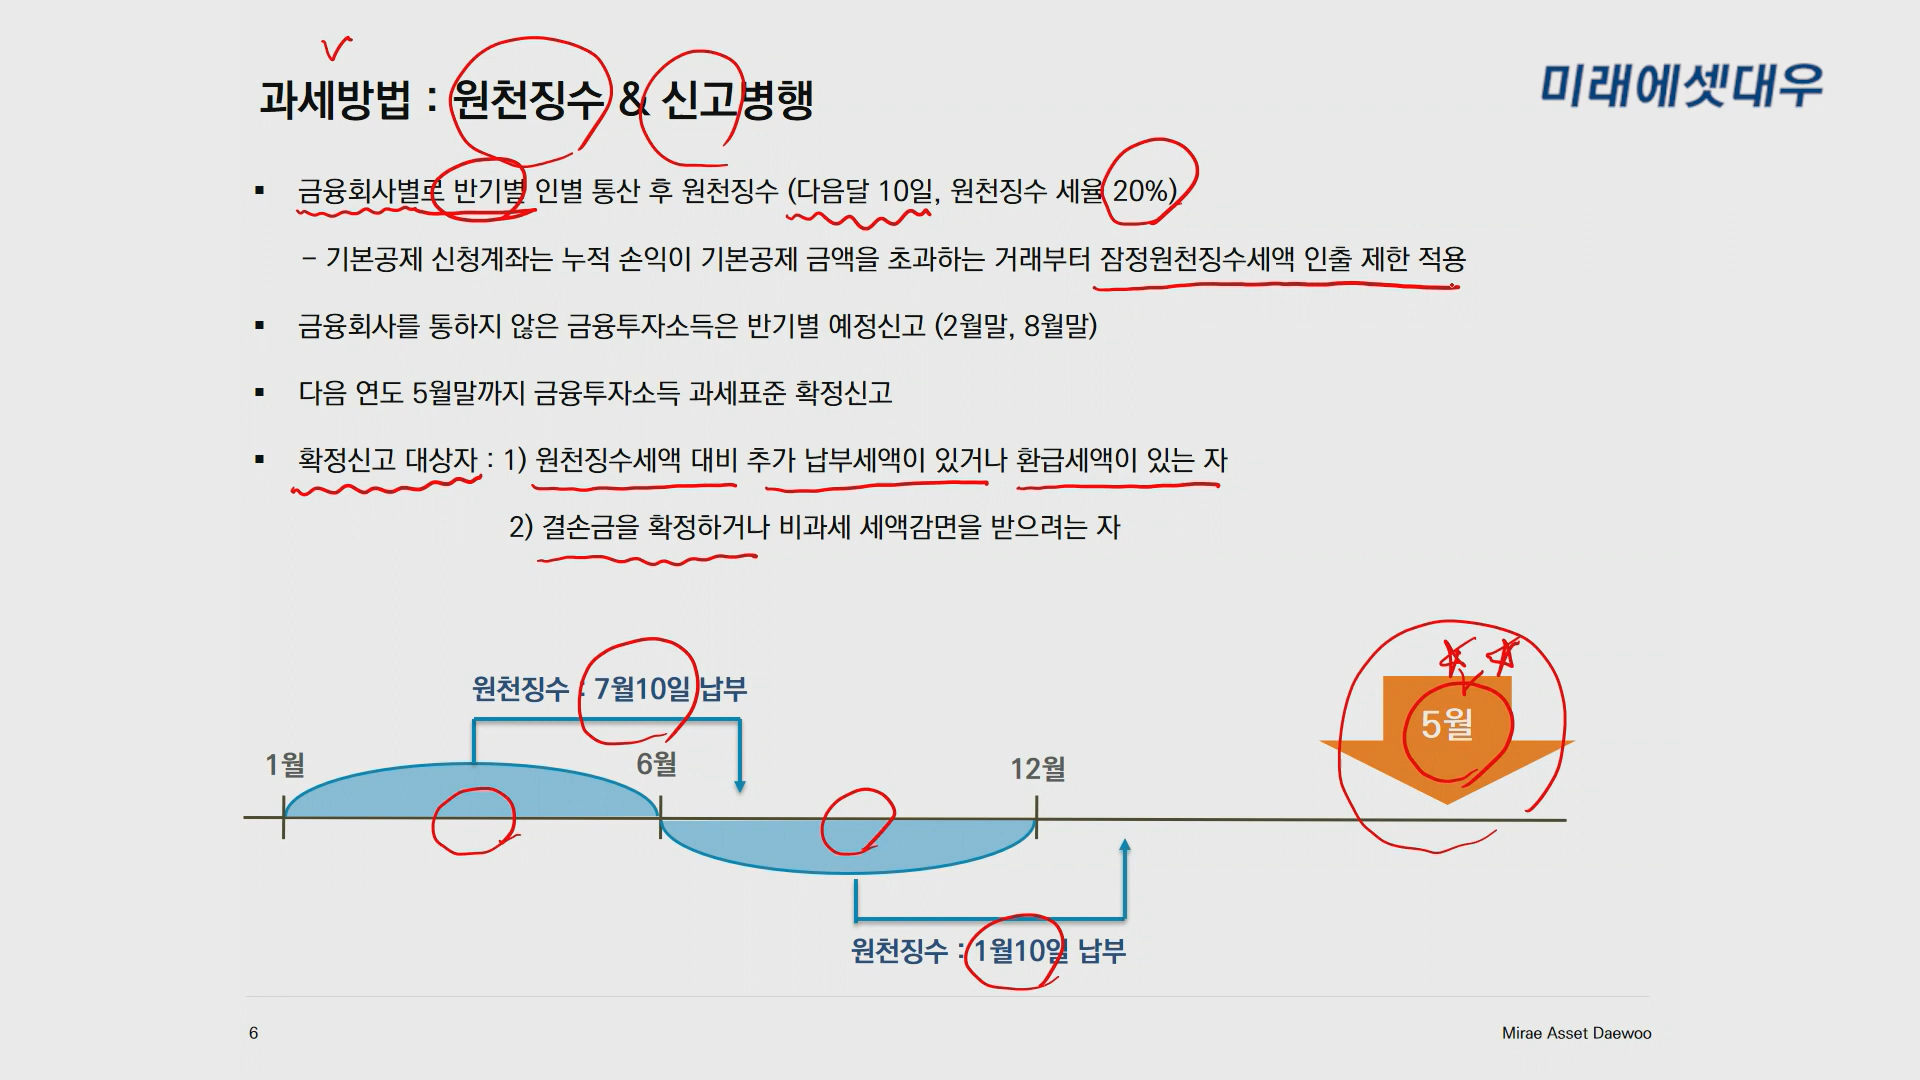 과세방법 : 원천징수 & 신고병행
미래에셋대우
▪ 금융회사별로 반기별 인별 통산 후 원천징수 (다음달 10일, 원천징수 세율 20%)
– 기본공제 신청계좌는 누적 손익이 기본공제 금액을 초과하는 거래부터 잠정원천징수세액 인출 제한 적용
▪ 금융회사를 통하지 않은 금융투자소득은 반기별 예정신고 (2월말, 8월말)
▪ 다음 연도 5월말까지 금융투자소득 과세표준 확정신고
▪ 확정신고 대상자 : 1) 원천징수세액 대비 추가 납부세액이 있거나 환급세액이 있는 자
2) 결손금을 확정하거나 비과세 세액감면을 받으려는 자
원천징수 : 7월10일 납부
5월
1월
6월
12월
원천징수 : 1월10일 납부
6
Mirae Asset Daewoo